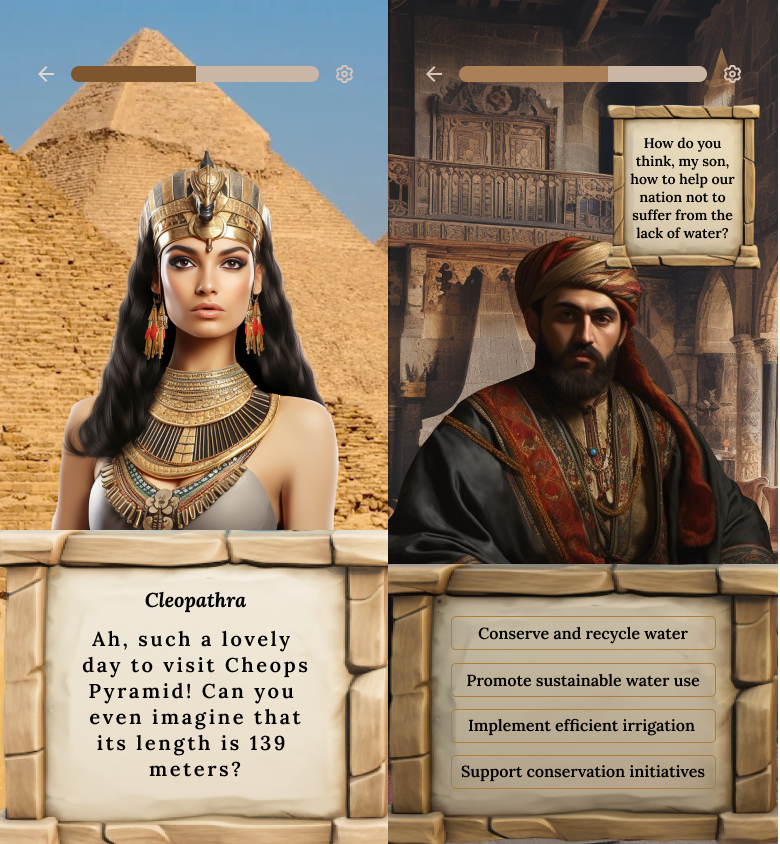 Cleopathra
Ah, such a lovely
day to visit Cheops
Pyramid! Can you
even imagine that
its length is 139
meters?
How do you
think, my son,
how to help our
nation not to
suffer from the
lack of water?
Conserve and recycle water
Promote sustainable water use
Implement efficient irrigation
Support conservation initiatives